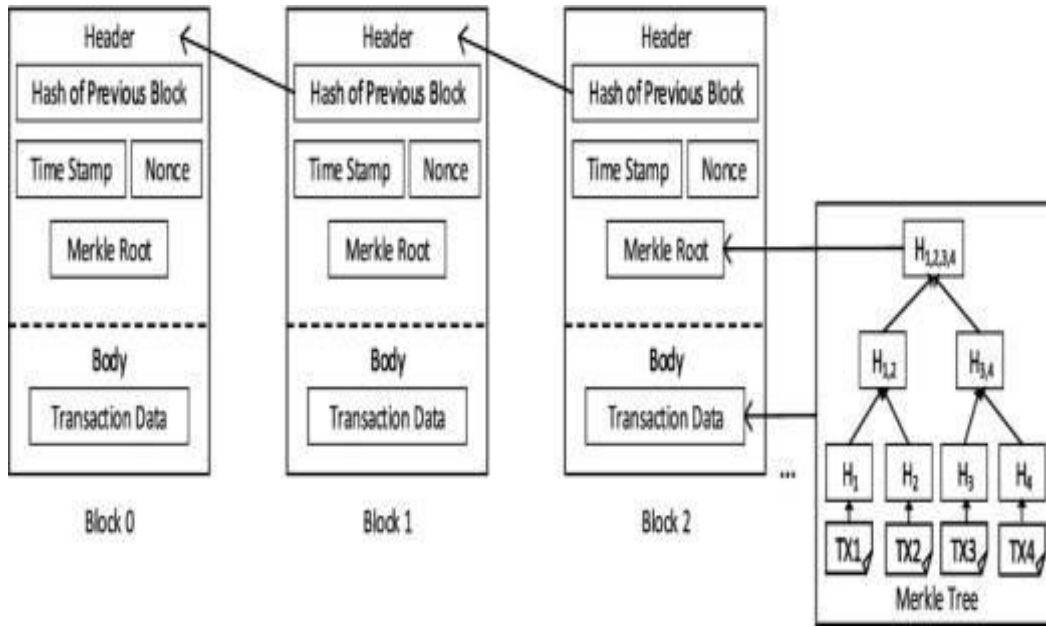 Header
Hash of Previous Block
Time Stamp
Nonce
Merkle Root
Body
Transaction Data
Block 0
Header
Hash of Previous Block
Time Stamp
Nonce
Merkle Root
Body
Transaction Data
Block 1
Header
Hash of Previous Block
Time Stamp
Nonce
Merkle Root
Body
Transaction Data
Block 2
...
H1,2,3,4
H1,2 H3,4
H1 H2 H3 H4
TX1 TX2 TX3 TX4
Merkle Tree